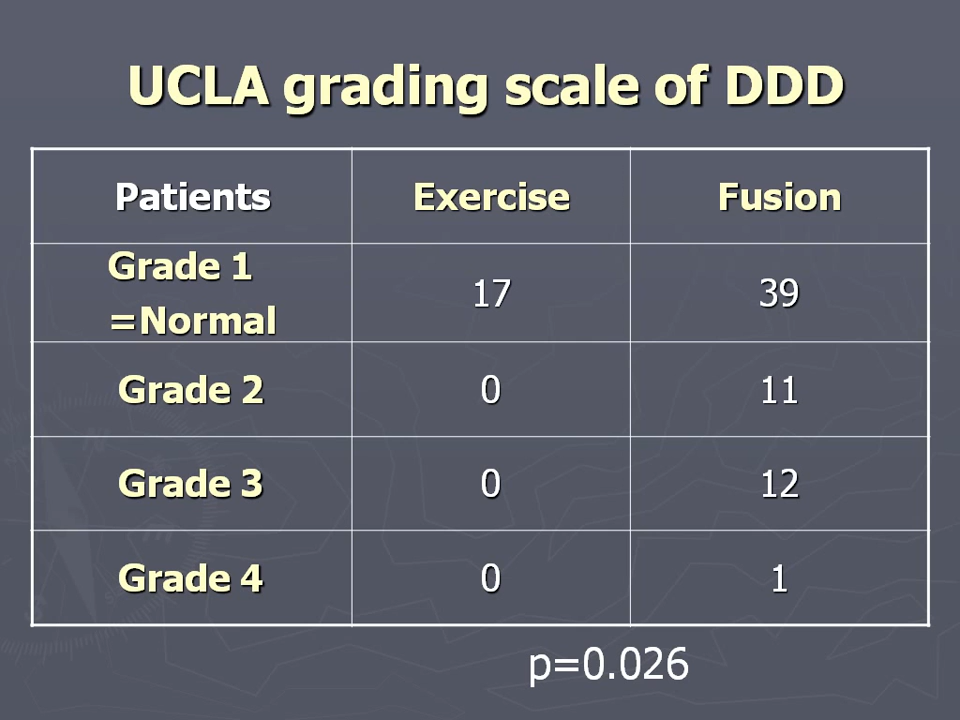 UCLA grading scale of DDD
Patients Exercise Fusion
Grade 1
=Normal 17 39
Grade 2 0 11
Grade 3 0 12
Grade 4 0 1
p=0.026